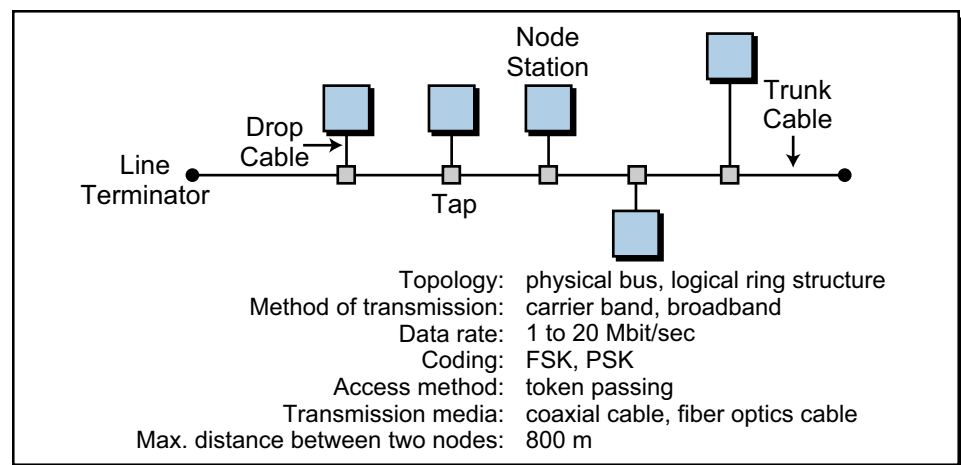 Node
Station
Trunk
Cable
Drop
Cable
Line
Terminator
Tap
Topology: physical bus, logical ring structure
Method of transmission: carrier band, broadband
Data rate: 1 to 20 Mbit/sec
Coding: FSK, PSK
Access method: token passing
Transmission media: coaxial cable, fiber optics cable
Max. distance between two nodes: 800 m